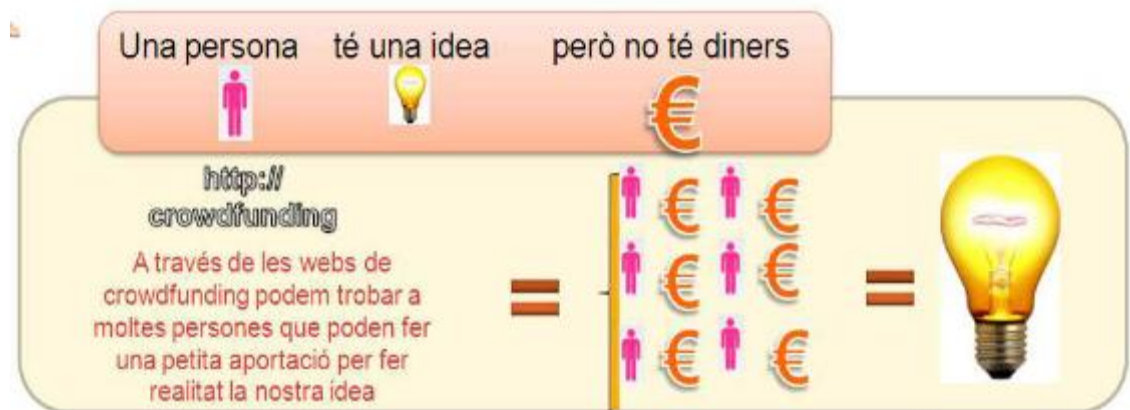 Una persona té una idea però no té diners
€
http://
crowdfunding
A través de les webs de
crowdfunding podem trobar a
moltes persones que poden fer
una petita aportació per fer
realitat la nostra idea
=
€ €
€ €
€ €
=